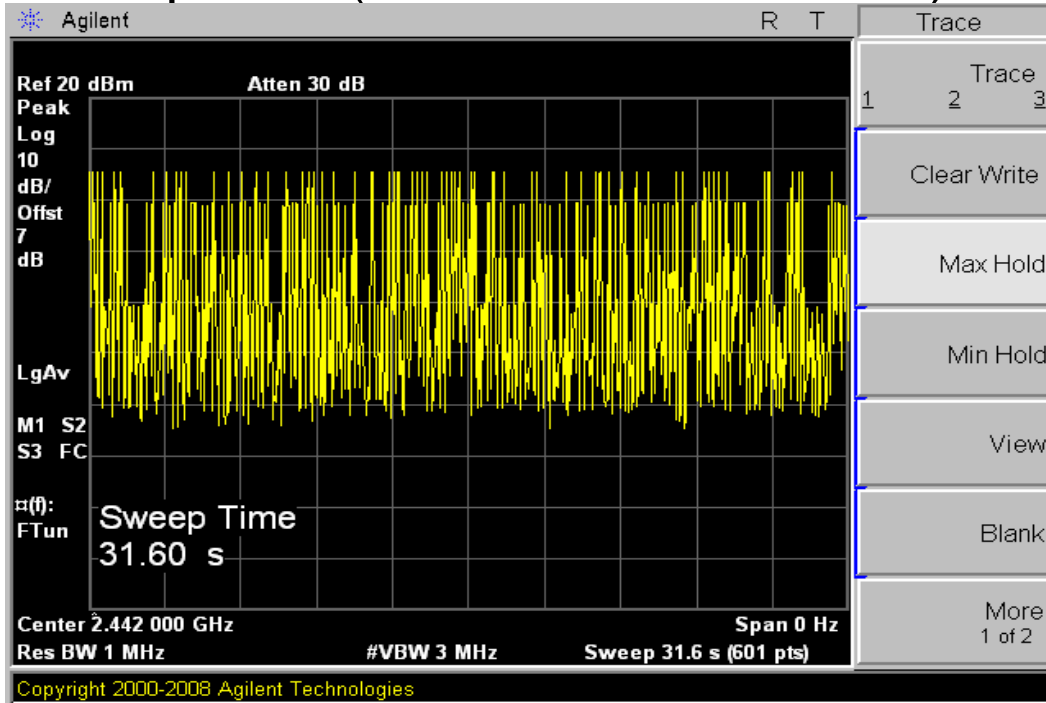 Agilent R T Trace
Ref 20 dBm Atten 30 dB
Peak
Log
10
dB/
Offst
7
dB
LgAv
M1 S2
S3 FC
¤(f):
FTun
Sweep Time
31.60 s
Center 2.442 000 GHz Span 0 Hz
Res BW 1 MHz #VBW 3 MHz Sweep 31.6 s (601 pts)
Copyright 2000-2008 Agilent Technologies
Trace
1 2 3
Clear Write
Max Hold
Min Hold
View
Blank
More
1 of 2